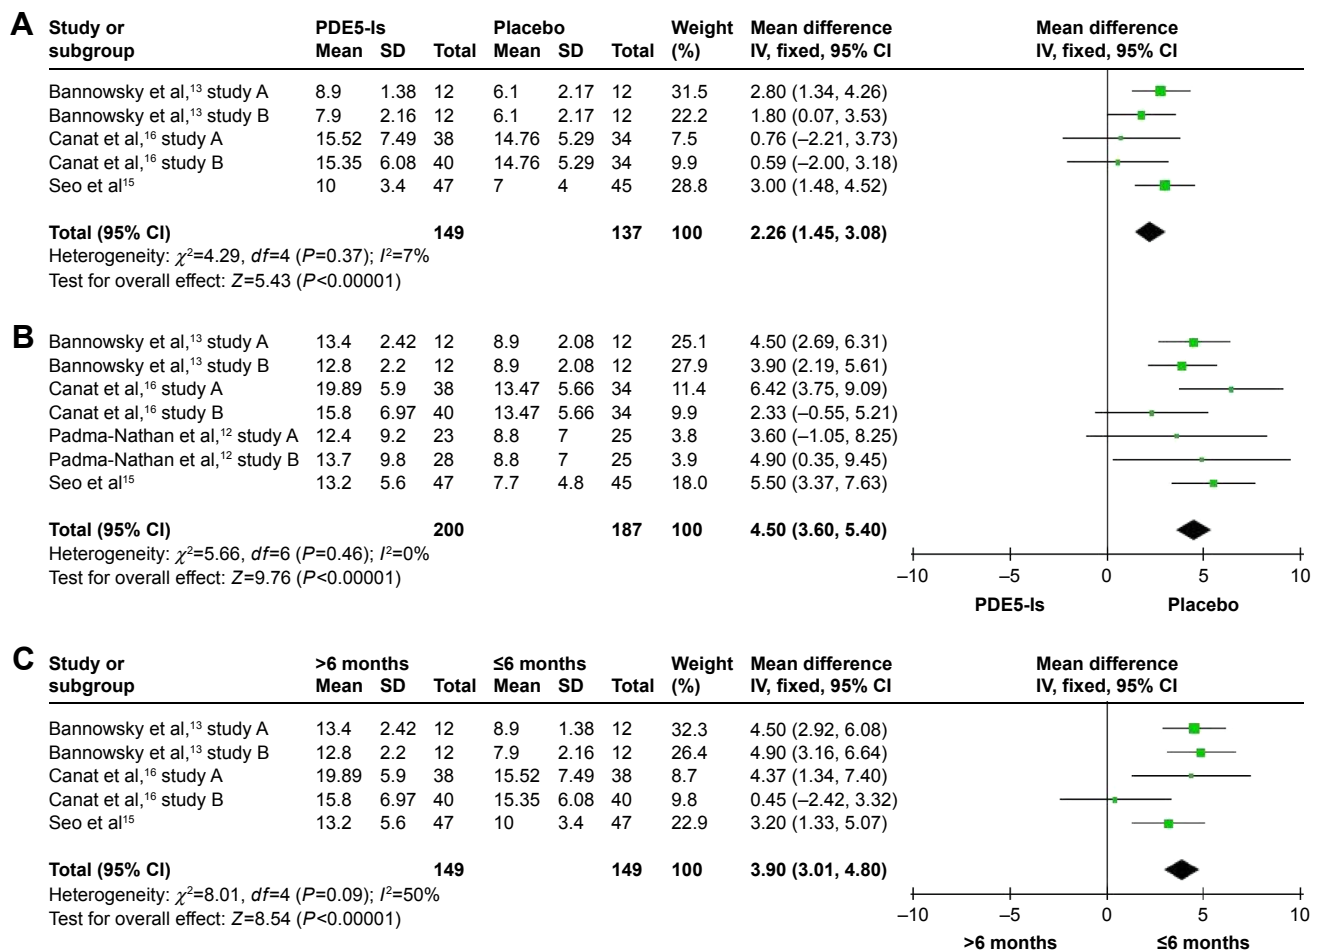 A Study or PDE5-Is Placebo Weight Mean difference Mean difference
subgroup Mean SD Total Mean SD Total (%) IV, fixed, 95% CI IV, fixed, 95% CI
Bannowsky et al,13 study A 8.9 1.38 12 6.1 2.17 12 31.5 2.80 (1.34, 4.26)
Bannowsky et al,13 study B 7.9 2.16 12 6.1 2.17 12 22.2 1.80 (0.07, 3.53)
Canat et al,16 study A 15.52 7.49 38 14.76 5.29 34 7.5 0.76 (–2.21, 3.73)
Canat et al,16 study B 15.35 6.08 40 14.76 5.29 34 9.9 0.59 (–2.00, 3.18)
Seo et al15 10 3.4 47 7 4 45 28.8 3.00 (1.48, 4.52)
Total (95% CI) 149 137 100 2.26 (1.45, 3.08)
Heterogeneity: χ2=4.29, df=4 (P=0.37); I2=7%
Test for overall effect: Z=5.43 (P<0.00001)
B Bannowsky et al,13 study A 13.4 2.42 12 8.9 2.08 12 25.1 4.50 (2.69, 6.31)
Bannowsky et al,13 study B 12.8 2.2 12 8.9 2.08 12 27.9 3.90 (2.19, 5.61)
Canat et al,16 study A 19.89 5.9 38 13.47 5.66 34 11.4 6.42 (3.75, 9.09)
Canat et al,16 study B 15.8 6.97 40 13.47 5.66 34 9.9 2.33 (–0.55, 5.21)
Padma-Nathan et al,12 study A 12.4 9.2 23 8.8 7 25 3.8 3.60 (–1.05, 8.25)
Padma-Nathan et al,12 study B 13.7 9.8 28 8.8 7 25 3.9 4.90 (0.35, 9.45)
Seo et al15 13.2 5.6 47 7.7 4.8 45 18.0 5.50 (3.37, 7.63)
Total (95% CI) 200 187 100 4.50 (3.60, 5.40)
Heterogeneity: χ2=5.66, df=6 (P=0.46); I2=0%
Test for overall effect: Z=9.76 (P<0.00001)
–10 –5 0 5 10
PDE5-Is Placebo
C Study or >6 months ≤6 months Weight Mean difference Mean difference
subgroup Mean SD Total Mean SD Total (%) IV, fixed, 95% CI IV, fixed, 95% CI
Bannowsky et al,13 study A 13.4 2.42 12 8.9 1.38 12 32.3 4.50 (2.92, 6.08)
Bannowsky et al,13 study B 12.8 2.2 12 7.9 2.16 12 26.4 4.90 (3.16, 6.64)
Canat et al,16 study A 19.89 5.9 38 15.52 7.49 38 8.7 4.37 (1.34, 7.40)
Canat et al,16 study B 15.8 6.97 40 15.35 6.08 40 9.8 0.45 (–2.42, 3.32)
Seo et al15 13.2 5.6 47 10 3.4 47 22.9 3.20 (1.33, 5.07)
Total (95% CI) 149 149 100 3.90 (3.01, 4.80)
Heterogeneity: χ2=8.01, df=4 (P=0.09); I2=50%
Test for overall effect: Z=8.54 (P<0.00001)
–10 –5 0 5 10
>6 months ≤6 months